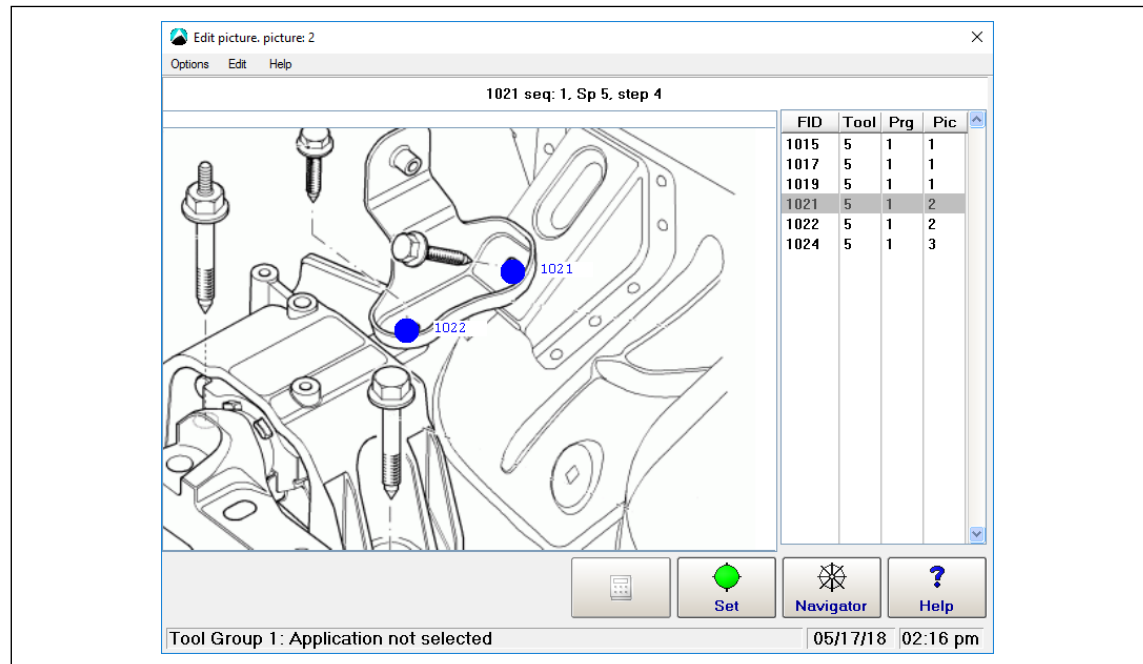 Edit picture. picture: 2
Options Edit Help
1021 seq: 1, Sp 5, step 4
FID Tool Prg Pic
1015 5 1 1
1017 5 1 1
1019 5 1 1
1021 5 1 2
1022 5 1 2
1024 5 1 3
1021
1022
Set
Navigator
? Help
Tool Group 1: Application not selected 05/17/18 02:16 pm